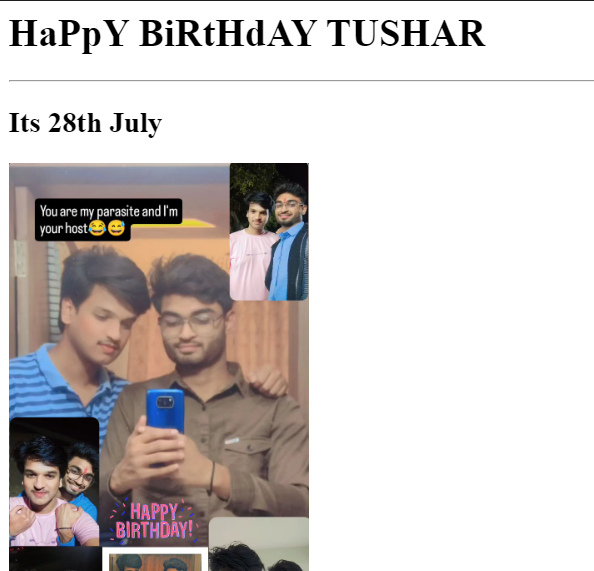 HaPpY BiRtHdAY TUSHAR
Its 28th July
You are my parasite and I'm
your host😂😅
HAPPY
BIRTHDAY!